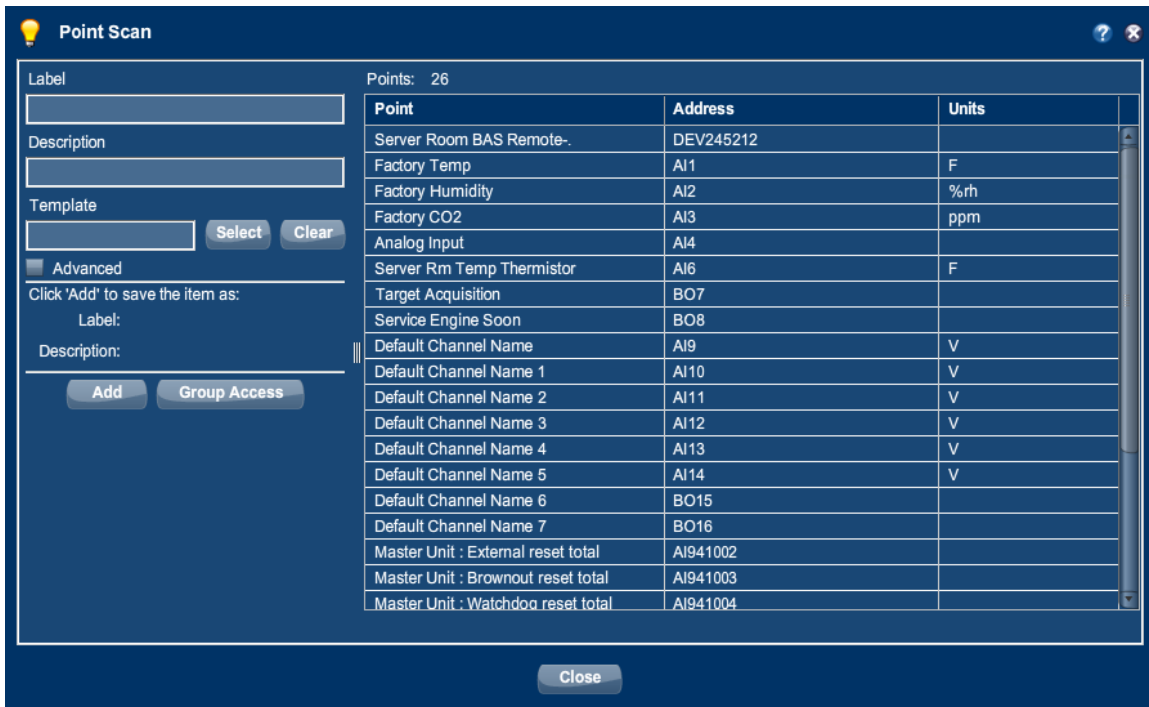 Point Scan
Label
Description
Template
Select Clear
Advanced
Click 'Add' to save the item as:
Label:
Description:
Add Group Access
Points: 26
Point Address Units
Server Room BAS Remote-. DEV245212
Factory Temp AI1 F
Factory Humidity AI2 %rh
Factory CO2 AI3 ppm
Analog Input AI4
Server Rm Temp Thermistor AI6 F
Target Acquisition BO7
Service Engine Soon BO8
Default Channel Name AI9 V
Default Channel Name 1 AI10 V
Default Channel Name 2 AI11 V
Default Channel Name 3 AI12 V
Default Channel Name 4 AI13 V
Default Channel Name 5 AI14 V
Default Channel Name 6 BO15
Default Channel Name 7 BO16
Master Unit : External reset total AI941002
Master Unit : Brownout reset total AI941003
Master Unit : Watchdog reset total AI941004
Close